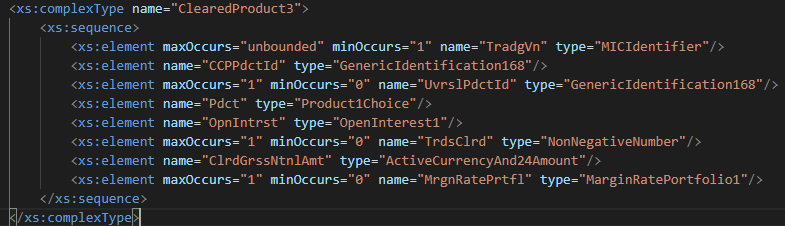 <xs:complexType name="ClearedProduct3">
<xs:sequence>
<xs:element maxOccurs="unbounded" minOccurs="1" name="TradgVn" type="MICIdentifier"/>
<xs:element name="CCPPdctId" type="GenericIdentification168"/>
<xs:element maxOccurs="1" minOccurs="0" name="UvrslPdctId" type="GenericIdentification168"/>
<xs:element name="Pdct" type="Product1Choice"/>
<xs:element name="OpnIntrst" type="OpenInterest1"/>
<xs:element maxOccurs="1" minOccurs="0" name="TrdsClrd" type="NonNegativeNumber"/>
<xs:element name="ClrdGrssNtnlAmt" type="ActiveCurrencyAnd24Amount"/>
<xs:element maxOccurs="1" minOccurs="0" name="MrgnRatePrtfl" type="MarginRatePortfolio1"/>
</xs:sequence>
</xs:complexType>